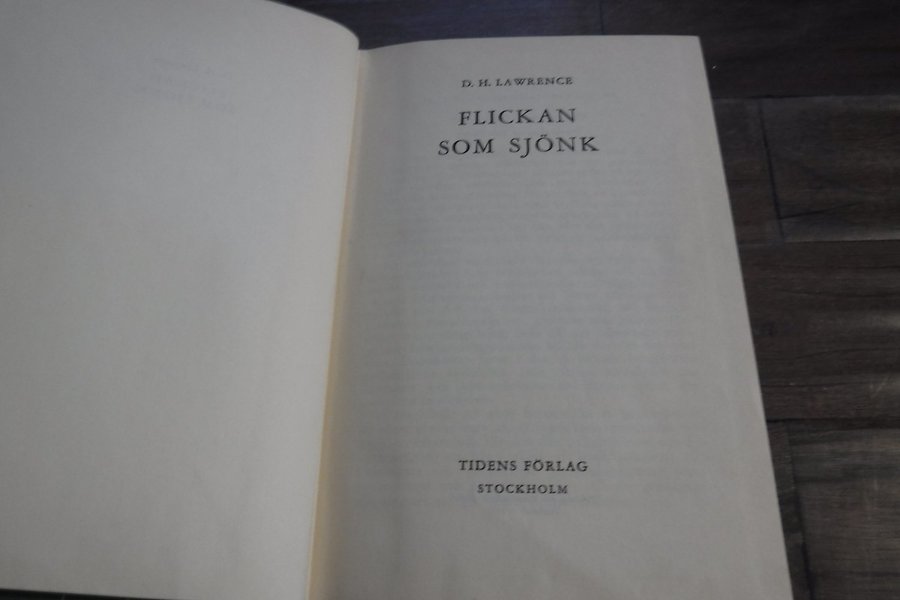 D. H. LAWRENCE
FLICKAN
SOM SJÖNK
TIDENS FÖRLAG
STOCKHOLM